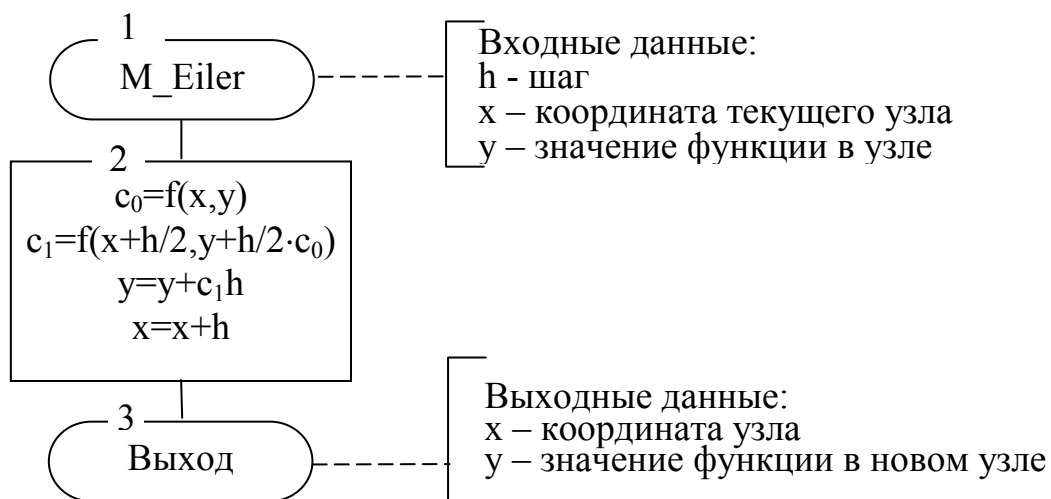 1
M_Eiler
Входные данные:
h - шаг
x – координата текущего узла
y – значение функции в узле
2
c₀=f(x,y)
c₁=f(x+h/2,y+h/2·c₀)
y=y+c₁h
x=x+h
3
Выход
Выходные данные:
x – координата узла
y – значение функции в новом узле